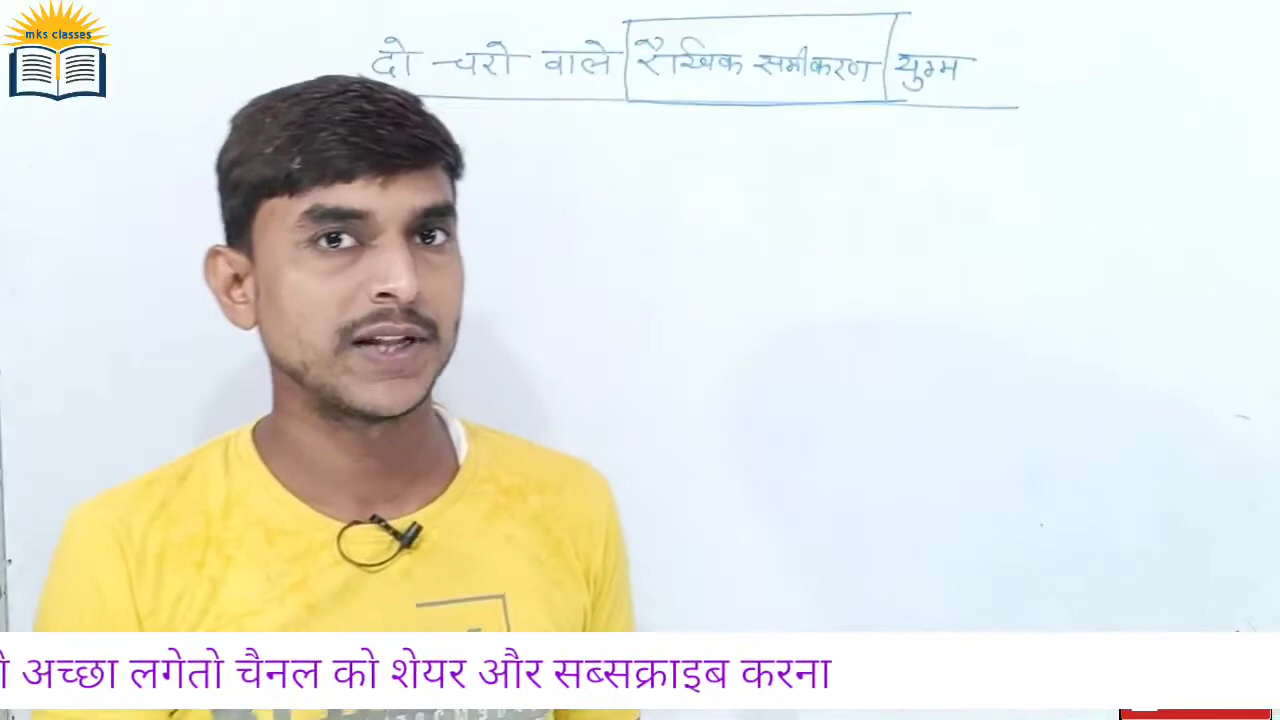 mks classes
दो चरो वाले रैखिक समीकरण युग्म
अच्छा लगेतो चैनल को शेयर और सब्सक्राइब करना